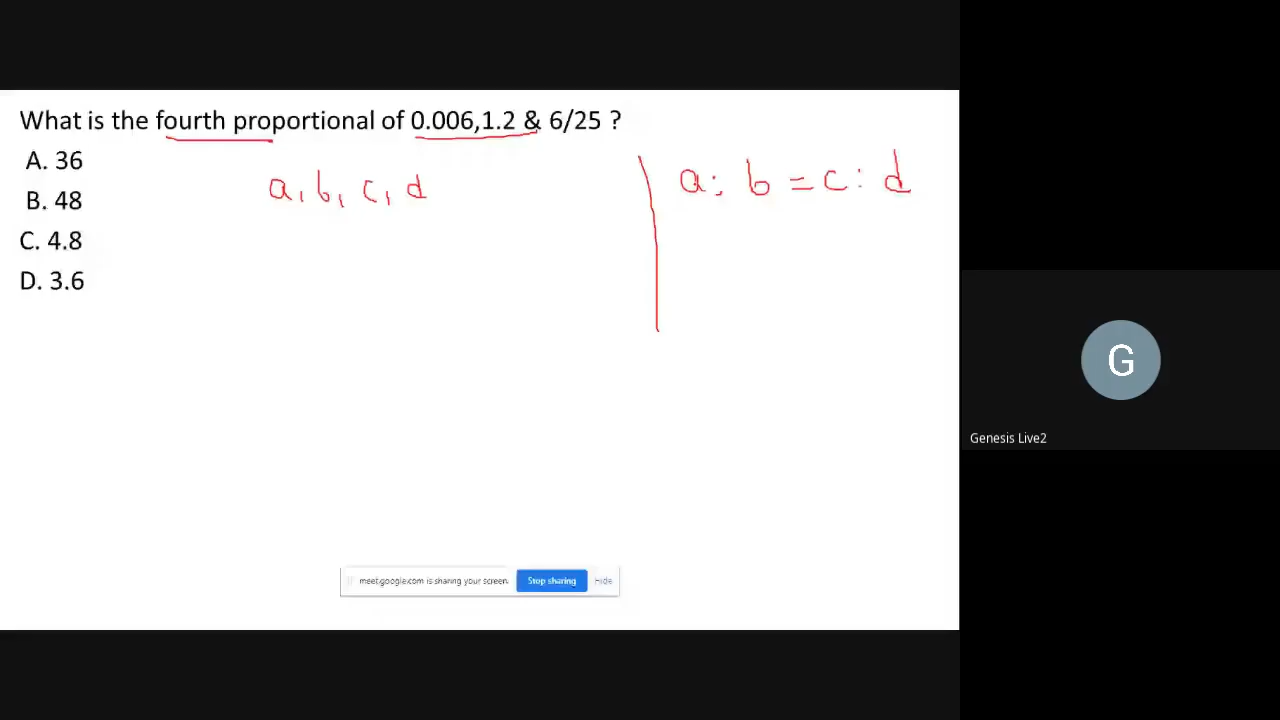 What is the fourth proportional of 0.006,1.2 & 6/25 ?
A. 36
B. 48
C. 4.8
D. 3.6
a, b, c, d
a : b = c : d
G
Genesis Live2
meet.google.com is sharing your screen. Stop sharing Hide